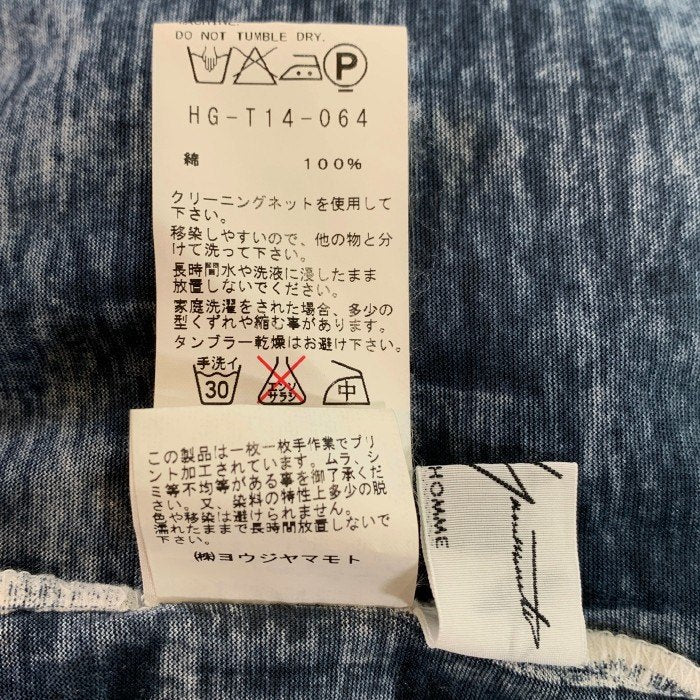 DO NOT TUMBLE DRY.
P
HG-T14-064
綿 100%
クリーニングネットを使用して
下さい。
移染しやすいので、他の物と分
けて洗って下さい。
長時間水や洗液に浸したまま
放置しないでください。
家庭洗濯をされた場合、多少の
型くずれや縮む事があります。
タンブラー乾燥はお避け下さい。
手洗イ
30
エンソ
サラシ
中
この製品は一枚一枚手作業でプリ
ント加工されています。ムラ、シ
ミ等不均等がある事を御了承くだ
さい。又、染料の特性上多少の脱
色や移染は避けられません。
濡れたままで長時間放置しないで
下さい。
㈱ヨウジヤマモト
HOMME
Yamamoto